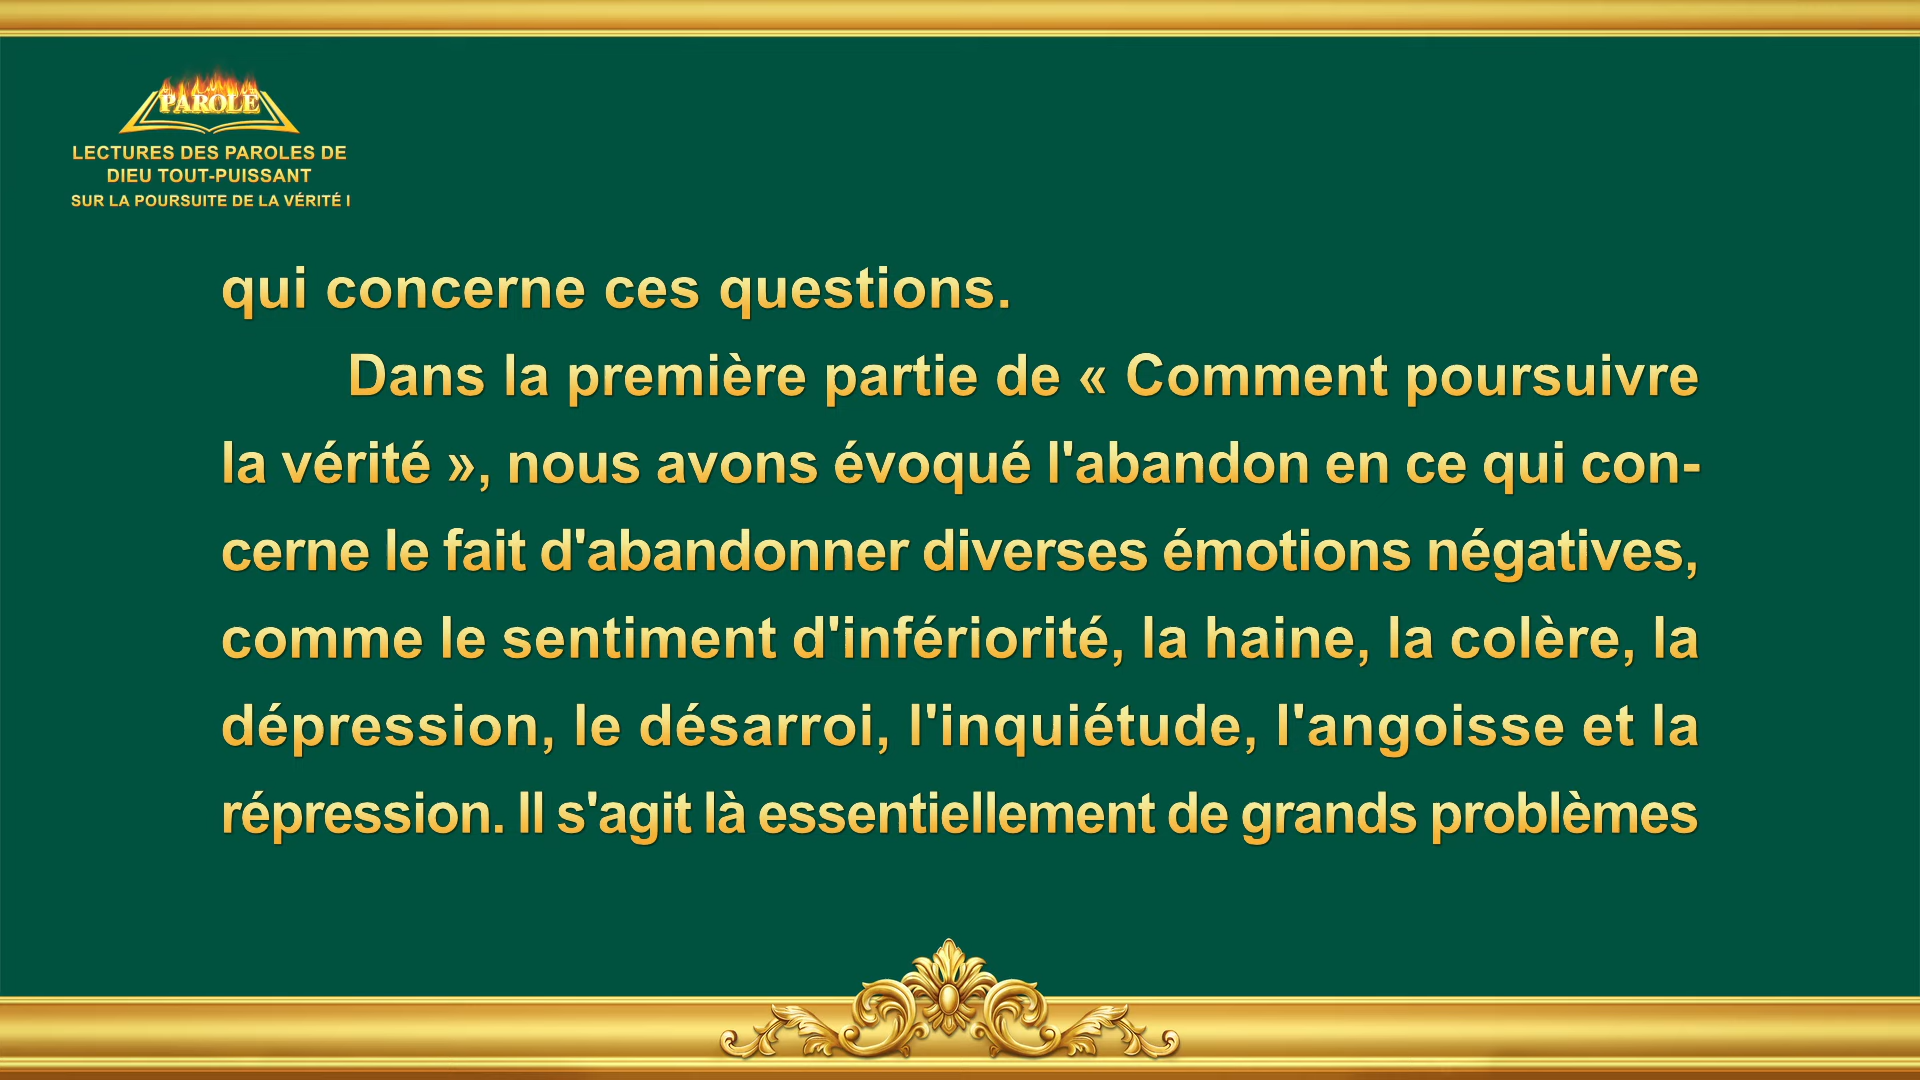 PAROLE
LECTURES DES PAROLES DE
DIEU TOUT-PUISSANT
SUR LA POURSUITE DE LA VÉRITÉ I
qui concerne ces questions.
Dans la première partie de « Comment poursuivre
la vérité », nous avons évoqué l'abandon en ce qui con-
cerne le fait d'abandonner diverses émotions négatives,
comme le sentiment d'infériorité, la haine, la colère, la
dépression, le désarroi, l'inquiétude, l'angoisse et la
répression. Il s'agit là essentiellement de grands problèmes